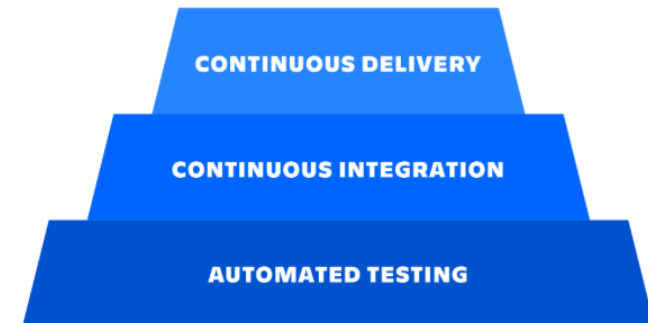 CONTINUOUS DELIVERY
CONTINUOUS INTEGRATION
AUTOMATED TESTING